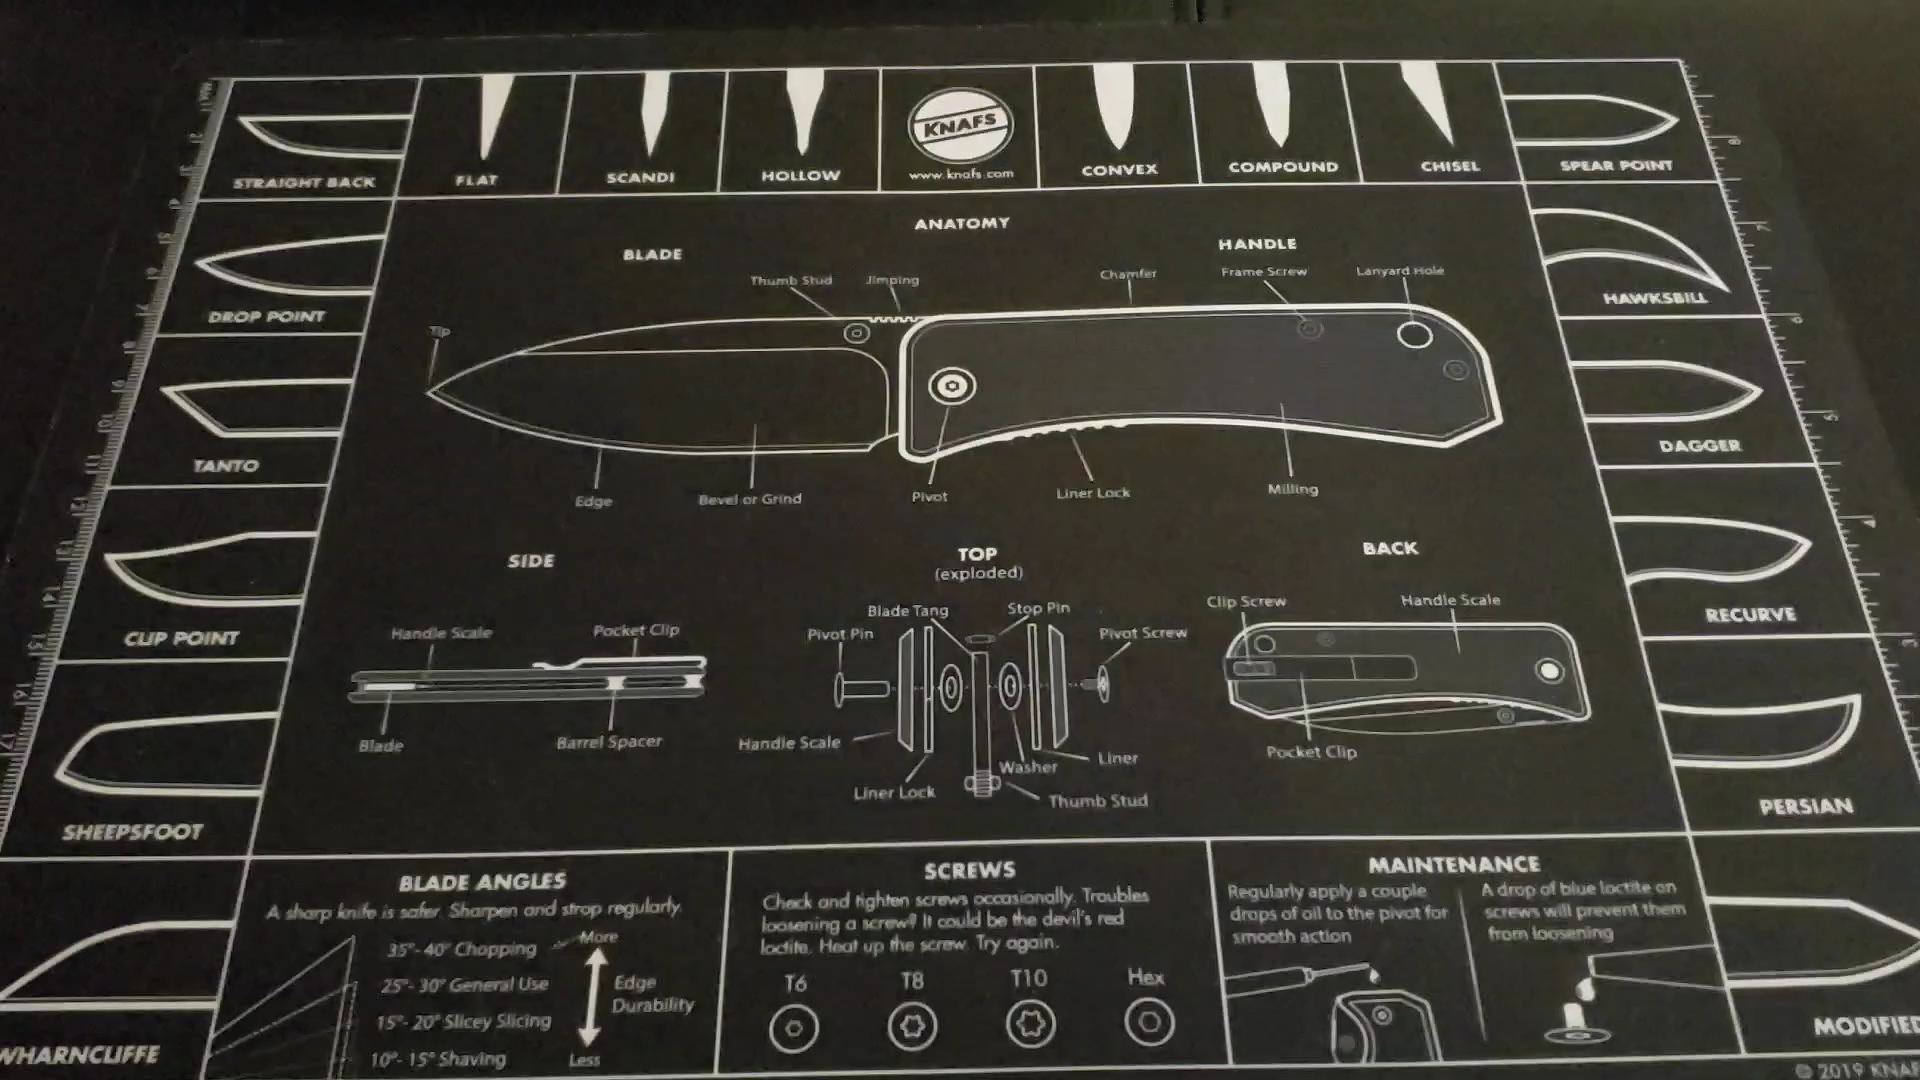 STRAIGHT BACK
FLAT
SCANDI
HOLLOW
KNAFS
www.knafs.com
CONVEX
COMPOUND
CHISEL
SPEAR POINT
DROP POINT
TANTO
CLIP POINT
SHEEPSFOOT
WHARNCLIFFE
HAWKSBILL
DAGGER
RECURVE
PERSIAN
MODIFIED
ANATOMY
BLADE
HANDLE
Thumb Stud
Jimping
Chamfer
Frame Screw
Lanyard Hole
Tip
Edge
Bevel or Grind
Pivot
Liner Lock
Milling
SIDE
Handle Scale
Pocket Clip
Blade
Barrel Spacer
TOP
(exploded)
Blade Tang
Stop Pin
Pivot Pin
Pivot Screw
Handle Scale
Liner Lock
Washer
Liner
Thumb Stud
BACK
Clip Screw
Handle Scale
Pocket Clip
BLADE ANGLES
A sharp knife is safer. Sharpen and strop regularly.
35°- 40° Chopping
25°- 30° General Use
15°- 20° Slicey Slicing
10°- 15° Shaving
More
Edge
Durability
Less
SCREWS
Check and tighten screws occasionally. Troubles
loosening a screw? It could be the devil's red
loctite. Heat up the screw. Try again.
T6
T8
T10
Hex
MAINTENANCE
Regularly apply a couple
drops of oil to the pivot for
smooth action
A drop of blue loctite on
screws will prevent them
from loosening
© 2019 KNAF